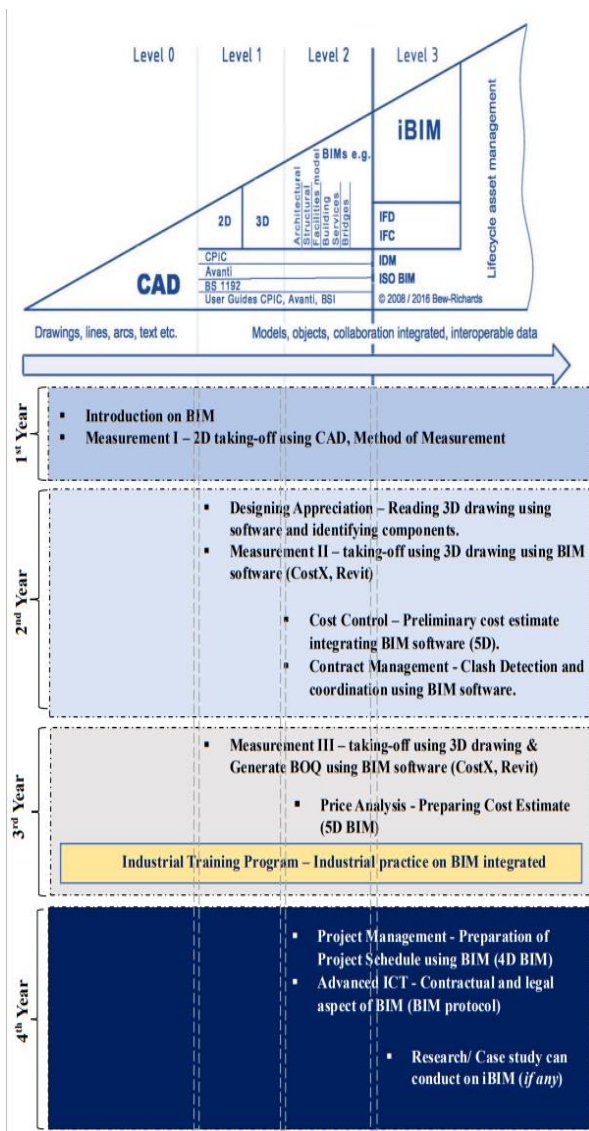 Level 0
Level 1
Level 2
Level 3
iBIM
BIMs e.g.
Architectural
Structural
Facilities model
Building
Services
Bridges
Lifecycle asset management
2D
3D
IFD
IFC
CAD
CPIC
IDM
Avanti
ISO BIM
BS 1192
User Guides CPIC, Avanti, BSI
© 2008 / 2016 Bew-Richards
Drawings, lines, arcs, text etc.
Models, objects, collaboration integrated, interoperable data
1st Year
▪ Introduction on BIM
▪ Measurement I – 2D taking-off using CAD, Method of Measurement
2nd Year
▪ Designing Appreciation – Reading 3D drawing using
software and identifying components.
▪ Measurement II – taking-off using 3D drawing using BIM
software (CostX, Revit)
▪ Cost Control – Preliminary cost estimate
integrating BIM software (5D).
▪ Contract Management - Clash Detection and
coordination using BIM software.
3rd Year
▪ Measurement III – taking-off using 3D drawing &
Generate BOQ using BIM software (CostX, Revit)
▪ Price Analysis - Preparing Cost Estimate
(5D BIM)
Industrial Training Program – Industrial practice on BIM integrated
4th Year
▪ Project Management - Preparation of
Project Schedule using BIM (4D BIM)
▪ Advanced ICT - Contractual and legal
aspect of BIM (BIM protocol)
▪ Research/ Case study can
conduct on iBIM (if any)